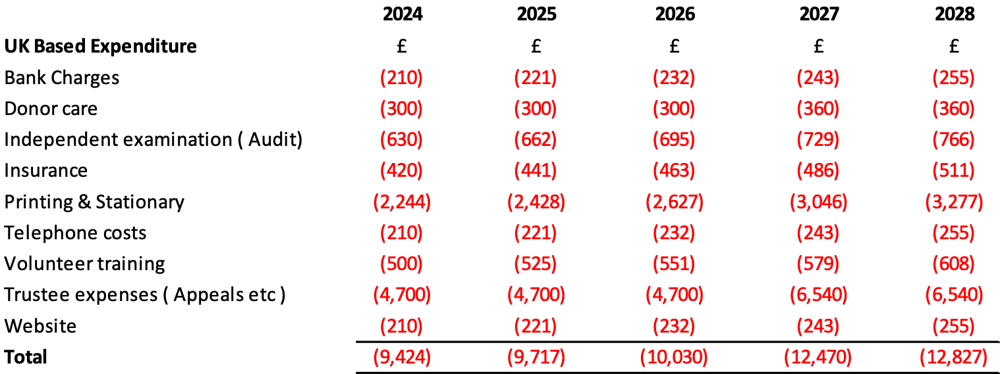 2024 2025 2026 2027 2028
UK Based Expenditure £ £ £ £ £
Bank Charges (210) (221) (232) (243) (255)
Donor care (300) (300) (300) (360) (360)
Independent examination ( Audit) (630) (662) (695) (729) (766)
Insurance (420) (441) (463) (486) (511)
Printing & Stationary (2,244) (2,428) (2,627) (3,046) (3,277)
Telephone costs (210) (221) (232) (243) (255)
Volunteer training (500) (525) (551) (579) (608)
Trustee expenses ( Appeals etc ) (4,700) (4,700) (4,700) (6,540) (6,540)
Website (210) (221) (232) (243) (255)
Total (9,424) (9,717) (10,030) (12,470) (12,827)